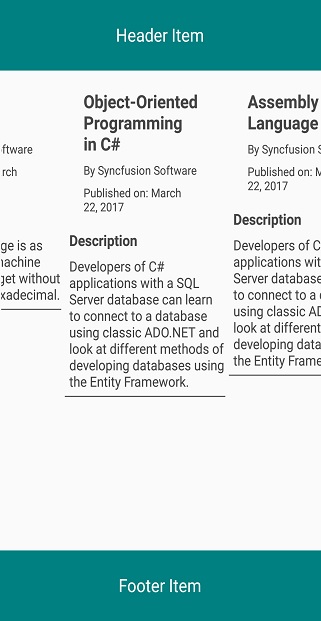 Header Item
ftware
rch
ge is as
nachine
get without
xadecimal.
Object-Oriented
Programming
in C#
By Syncfusion Software
Published on: March
22, 2017
Description
Developers of C#
applications with a SQL
Server database can learn
to connect to a database
using classic ADO.NET and
look at different methods of
developing databases using
the Entity Framework.
Assembly
Language
By Syncfusion S
Published on: M
22, 2017
Description
Developers of C
applications wit
Server database
to connect to a
using classic AD
look at different
developing data
the Entity Frame
Footer Item